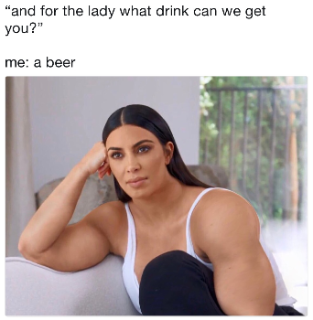 “and for the lady what drink can we get
you?”
me: a beer